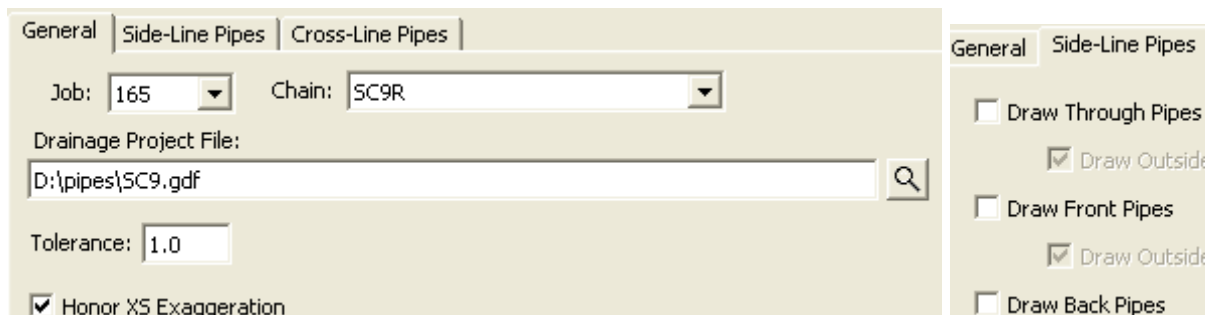 General Side-Line Pipes Cross-Line Pipes
Job: 165 Chain: SC9R
Drainage Project File:
D:\pipes\SC9.gdf
Tolerance: 1.0
Honor XS Exaggeration
General Side-Line Pipes
Draw Through Pipes
Draw Outside
Draw Front Pipes
Draw Outside
Draw Back Pipes